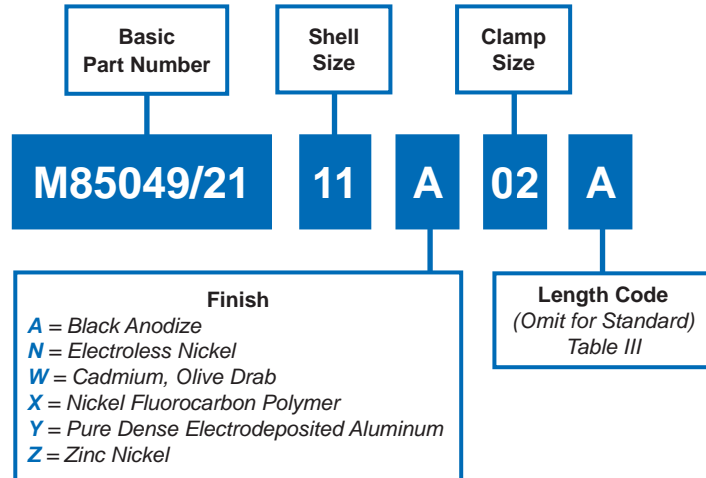 Basic
Part Number
Shell
Size
Clamp
Size
M85049/21 11 A 02 A
Finish
A = Black Anodize
N = Electroless Nickel
W = Cadmium, Olive Drab
X = Nickel Fluorocarbon Polymer
Y = Pure Dense Electrodeposited Aluminum
Z = Zinc Nickel
Length Code
(Omit for Standard)
Table III